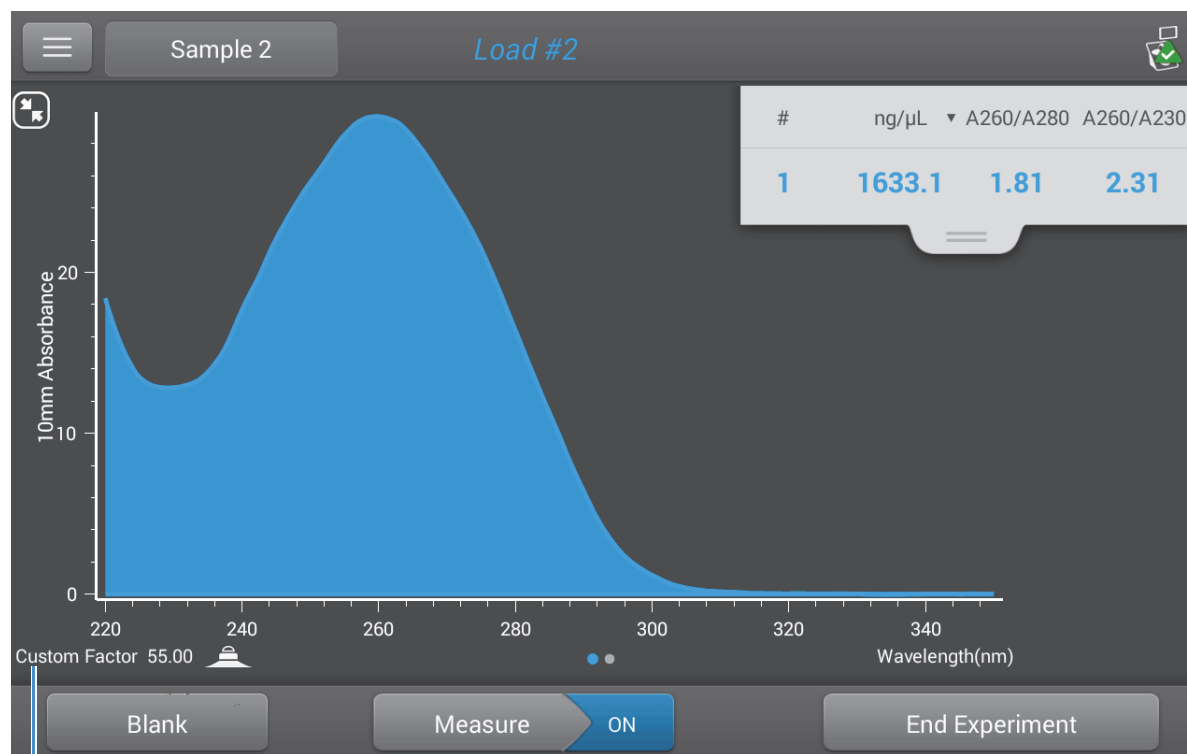 Sample 2
Load #2
# ng/µL ▼ A260/A280 A260/A230
1 1633.1 1.81 2.31
10mm Absorbance
20
10
0
220 240 260 280 300 320 340
Custom Factor 55.00
Wavelength(nm)
Blank
Measure
ON
End Experiment